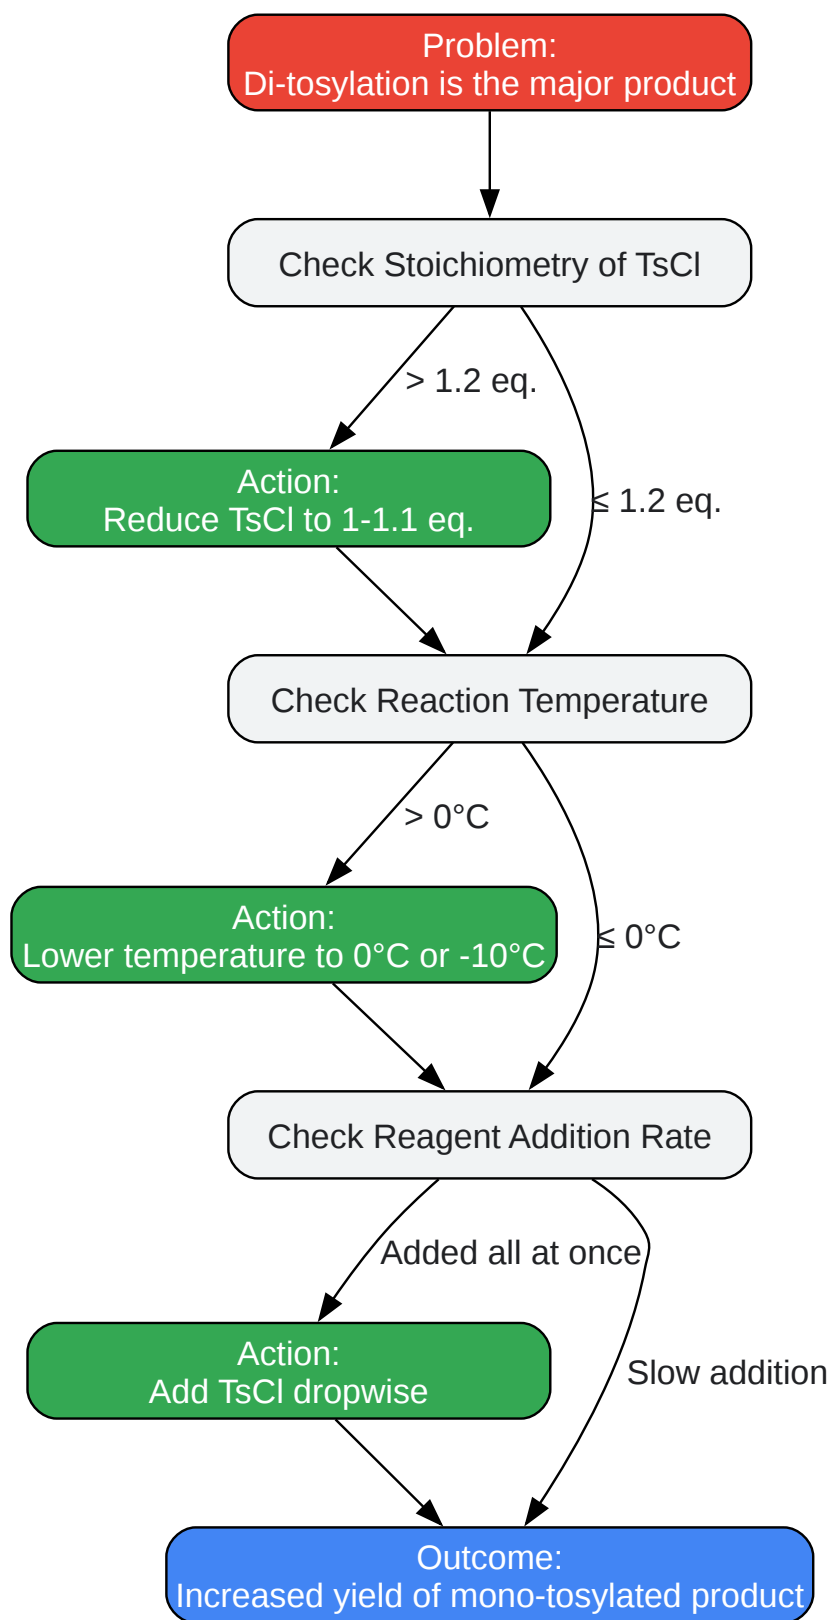 Problem:
Di-tosylation is the major product
Check Stoichiometry of TsCl
> 1.2 eq.
Action:
Reduce TsCl to 1-1.1 eq.
≤ 1.2 eq.
Check Reaction Temperature
> 0°C
Action:
Lower temperature to 0°C or -10°C
≤ 0°C
Check Reagent Addition Rate
Added all at once
Action:
Add TsCl dropwise
Slow addition
Outcome:
Increased yield of mono-tosylated product